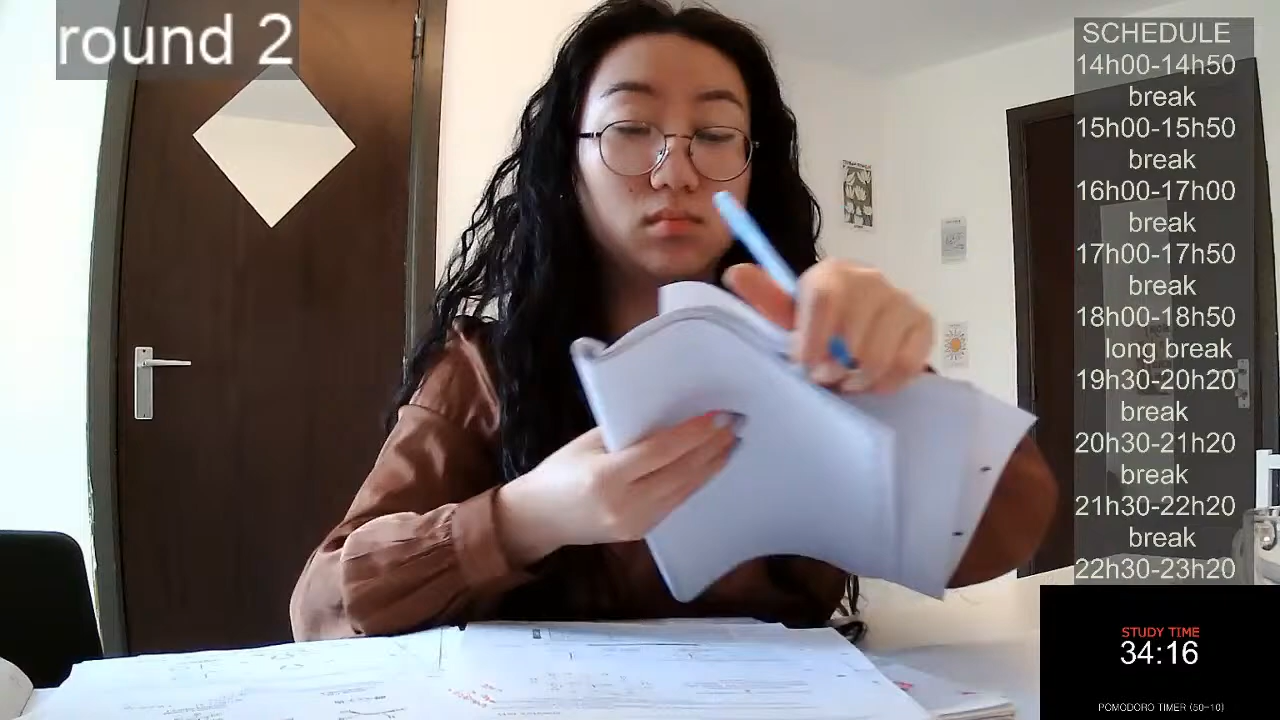 round 2
SCHEDULE
14h00-14h50
break
15h00-15h50
break
16h00-17h00
break
17h00-17h50
break
18h00-18h50
long break
19h30-20h20
break
20h30-21h20
break
21h30-22h20
break
22h30-23h20
STUDY TIME
34:16
POMODORO TIMER (50-10)